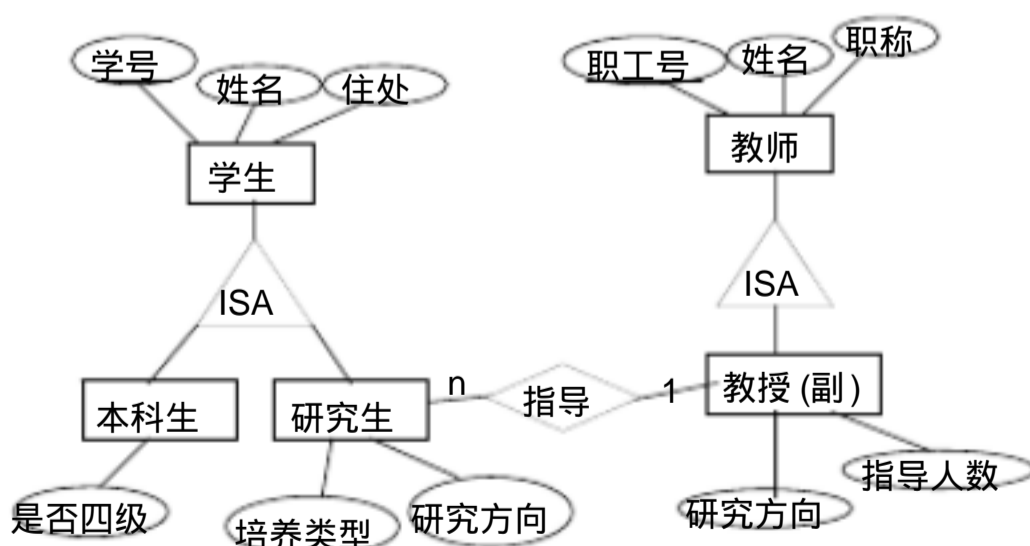 学号
姓名
住处
职工号
姓名
职称
学生
教师
ISA
ISA
本科生
研究生
n
指导
1
教授(副)
是否四级
培养类型
研究方向
研究方向
指导人数